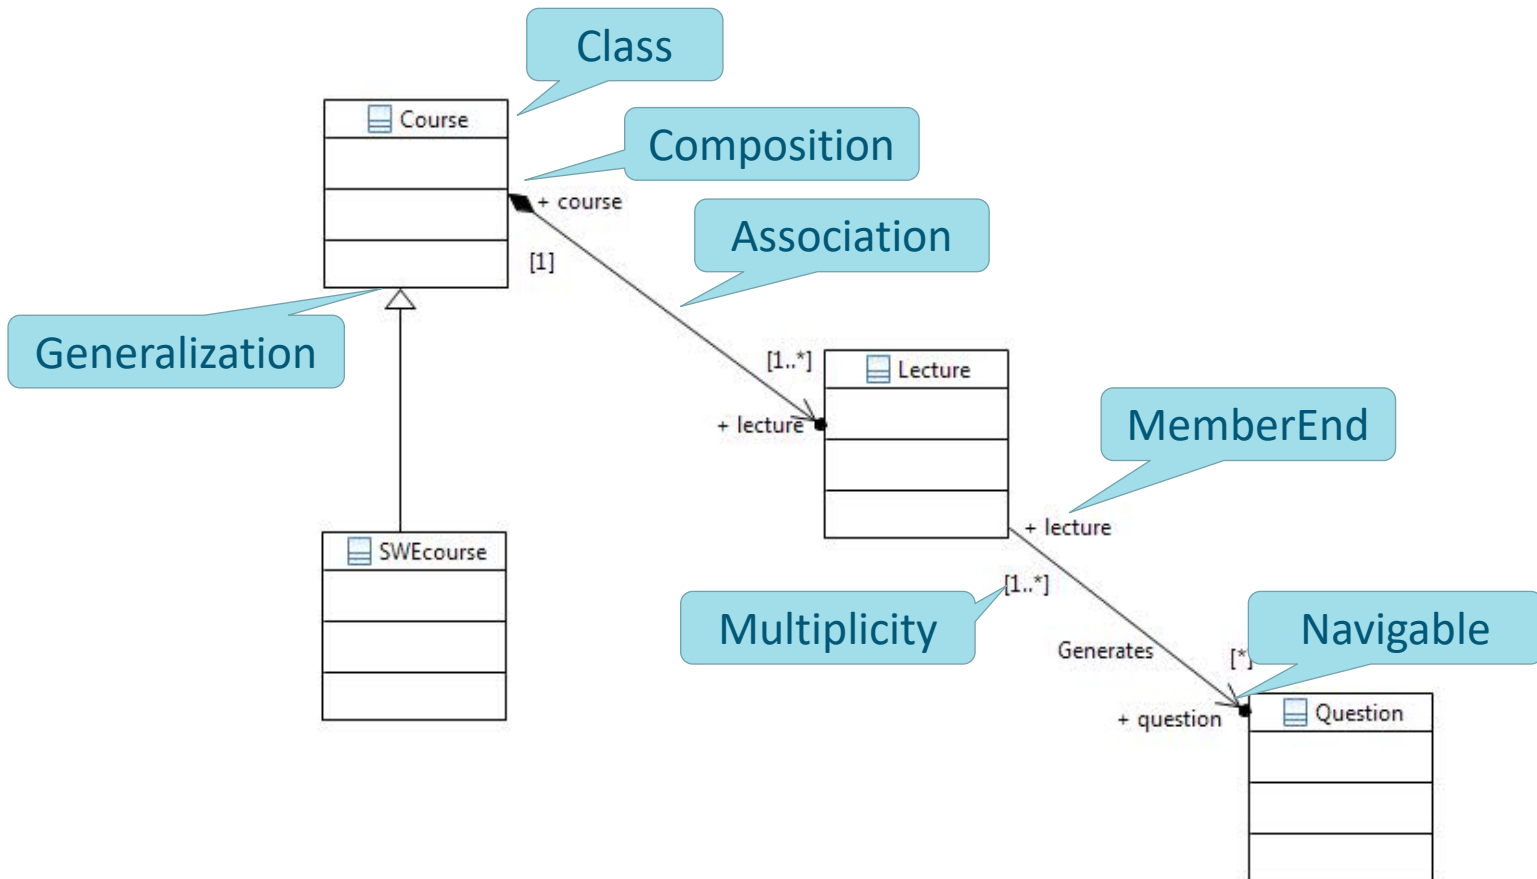 Class
Course
Composition
+ course
Association
[1]
Generalization
[1..*]
Lecture
+ lecture
MemberEnd
+ lecture
SWEcourse
[1..*]
Multiplicity
Navigable
Generates
[*]
+ question
Question